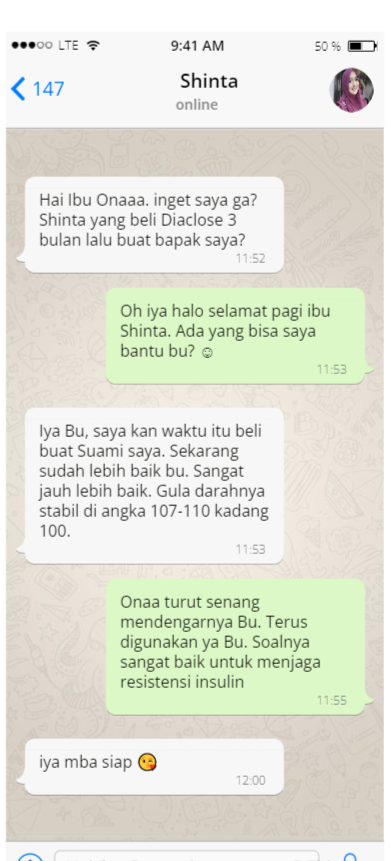 LTE 9:41 AM 50 %
147 Shinta
online
Hai Ibu Onaaa. inget saya ga?
Shinta yang beli Diaclose 3
bulan lalu buat bapak saya?
11:52
Oh iya halo selamat pagi ibu
Shinta. Ada yang bisa saya
bantu bu? ☺
11:53
Iya Bu, saya kan waktu itu beli
buat Suami saya. Sekarang
sudah lebih baik bu. Sangat
jauh lebih baik. Gula darahnya
stabil di angka 107-110 kadang
100.
11:53
Onaa turut senang
mendengarnya Bu. Terus
digunakan ya Bu. Soalnya
sangat baik untuk menjaga
resistensi insulin
11:55
iya mba siap 😘
12:00